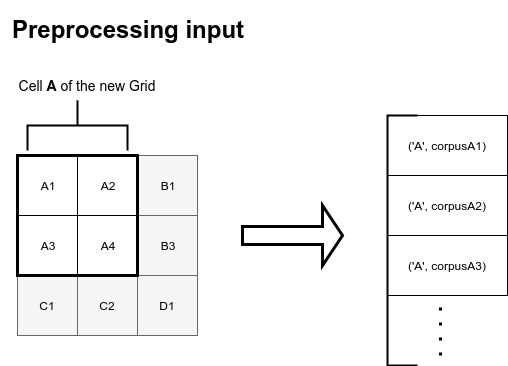 Preprocessing input
Cell A of the new Grid
A1 A2 B1
A3 A4 B3
C1 C2 D1
('A', corpusA1)
('A', corpusA2)
('A', corpusA3)